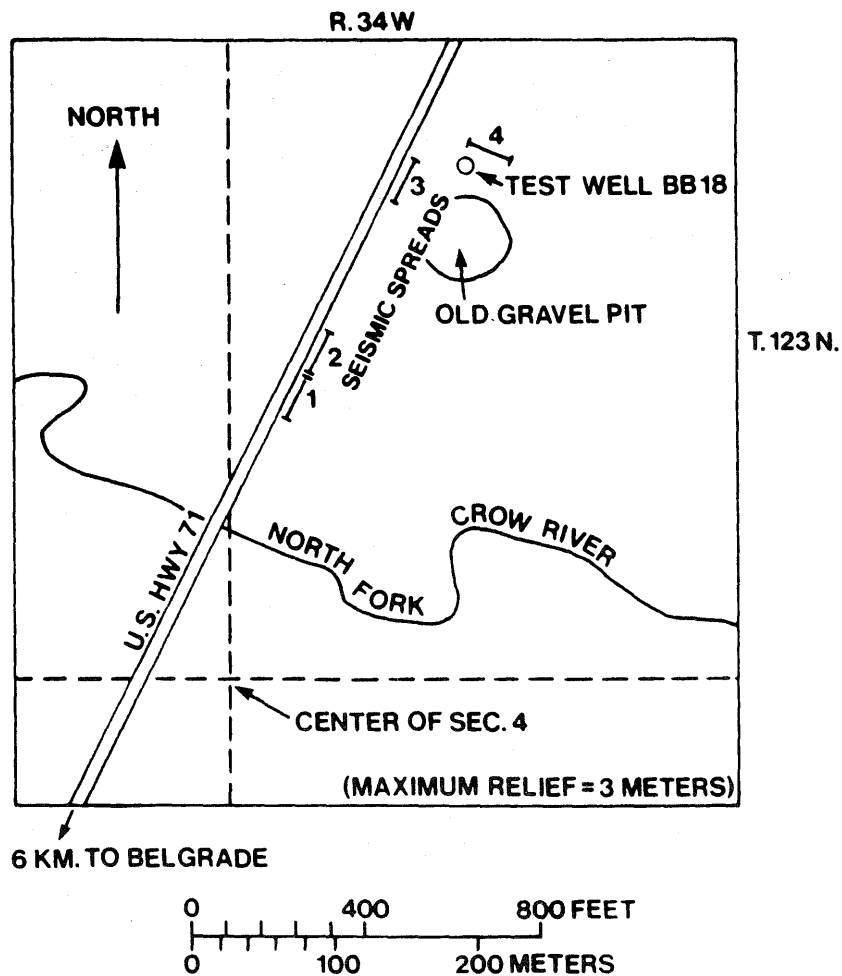 R. 34W
NORTH
4
TEST WELL BB18
3
SEISMIC SPREADS
OLD GRAVEL PIT
T. 123 N.
2
1
U.S. HWY 71
NORTH FORK
CROW RIVER
CENTER OF SEC. 4
(MAXIMUM RELIEF = 3 METERS)
6 KM. TO BELGRADE
0 400 800 FEET
0 100 200 METERS